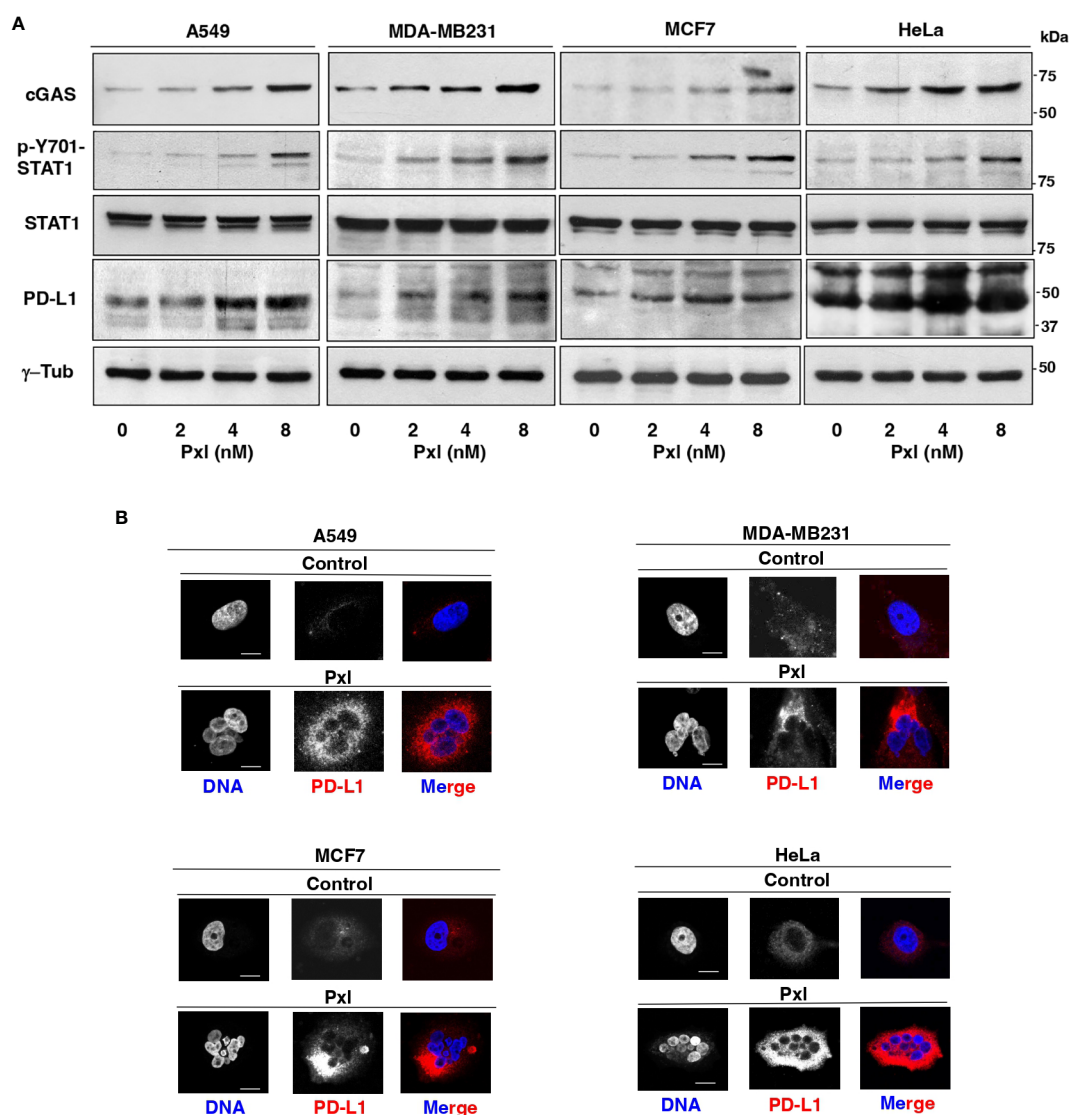 A
A549
MDA-MB231
MCF7
HeLa
kDa
cGAS
75
50
p-Y701-
STAT1
75
STAT1
75
PD-L1
50
37
γ–Tub
50
0 2 4 8
Pxl (nM)
0 2 4 8
Pxl (nM)
0 2 4 8
Pxl (nM)
0 2 4 8
Pxl (nM)
B
A549
Control
Pxl
DNA PD-L1 Merge
MDA-MB231
Control
Pxl
DNA PD-L1 Merge
MCF7
Control
Pxl
DNA PD-L1 Merge
HeLa
Control
Pxl
DNA PD-L1 Merge